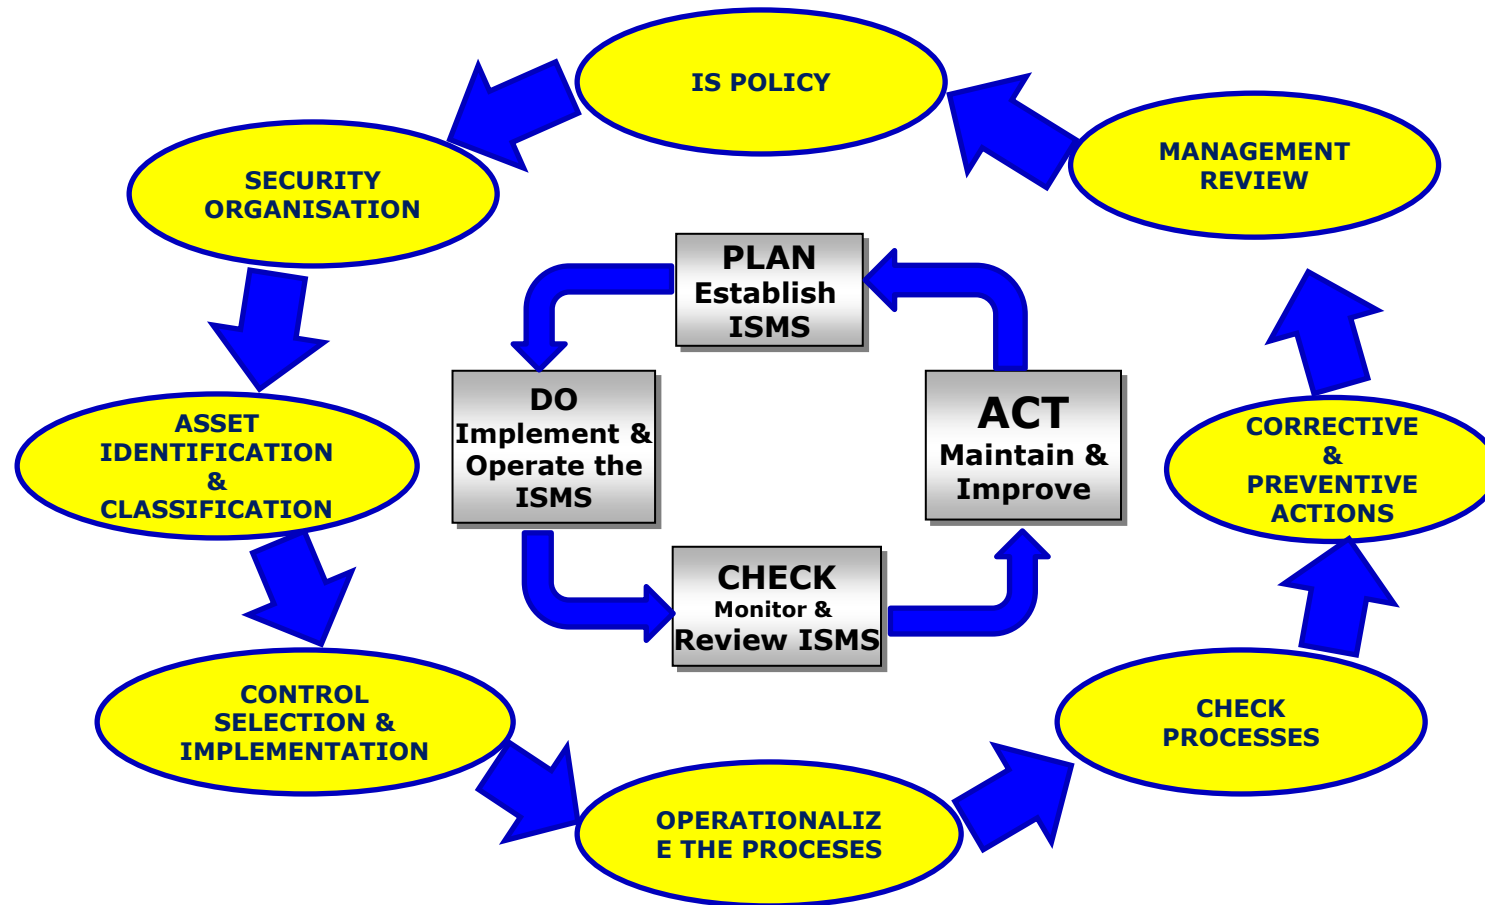 IS POLICY
MANAGEMENT
REVIEW
SECURITY
ORGANISATION
PLAN
Establish
ISMS
DO
Implement &
Operate the
ISMS
ACT
Maintain &
Improve
ASSET
IDENTIFICATION
&
CLASSIFICATION
CORRECTIVE
&
PREVENTIVE
ACTIONS
CHECK
Monitor &
Review ISMS
CONTROL
SELECTION &
IMPLEMENTATION
CHECK
PROCESSES
OPERATIONALIZ
E THE PROCESES